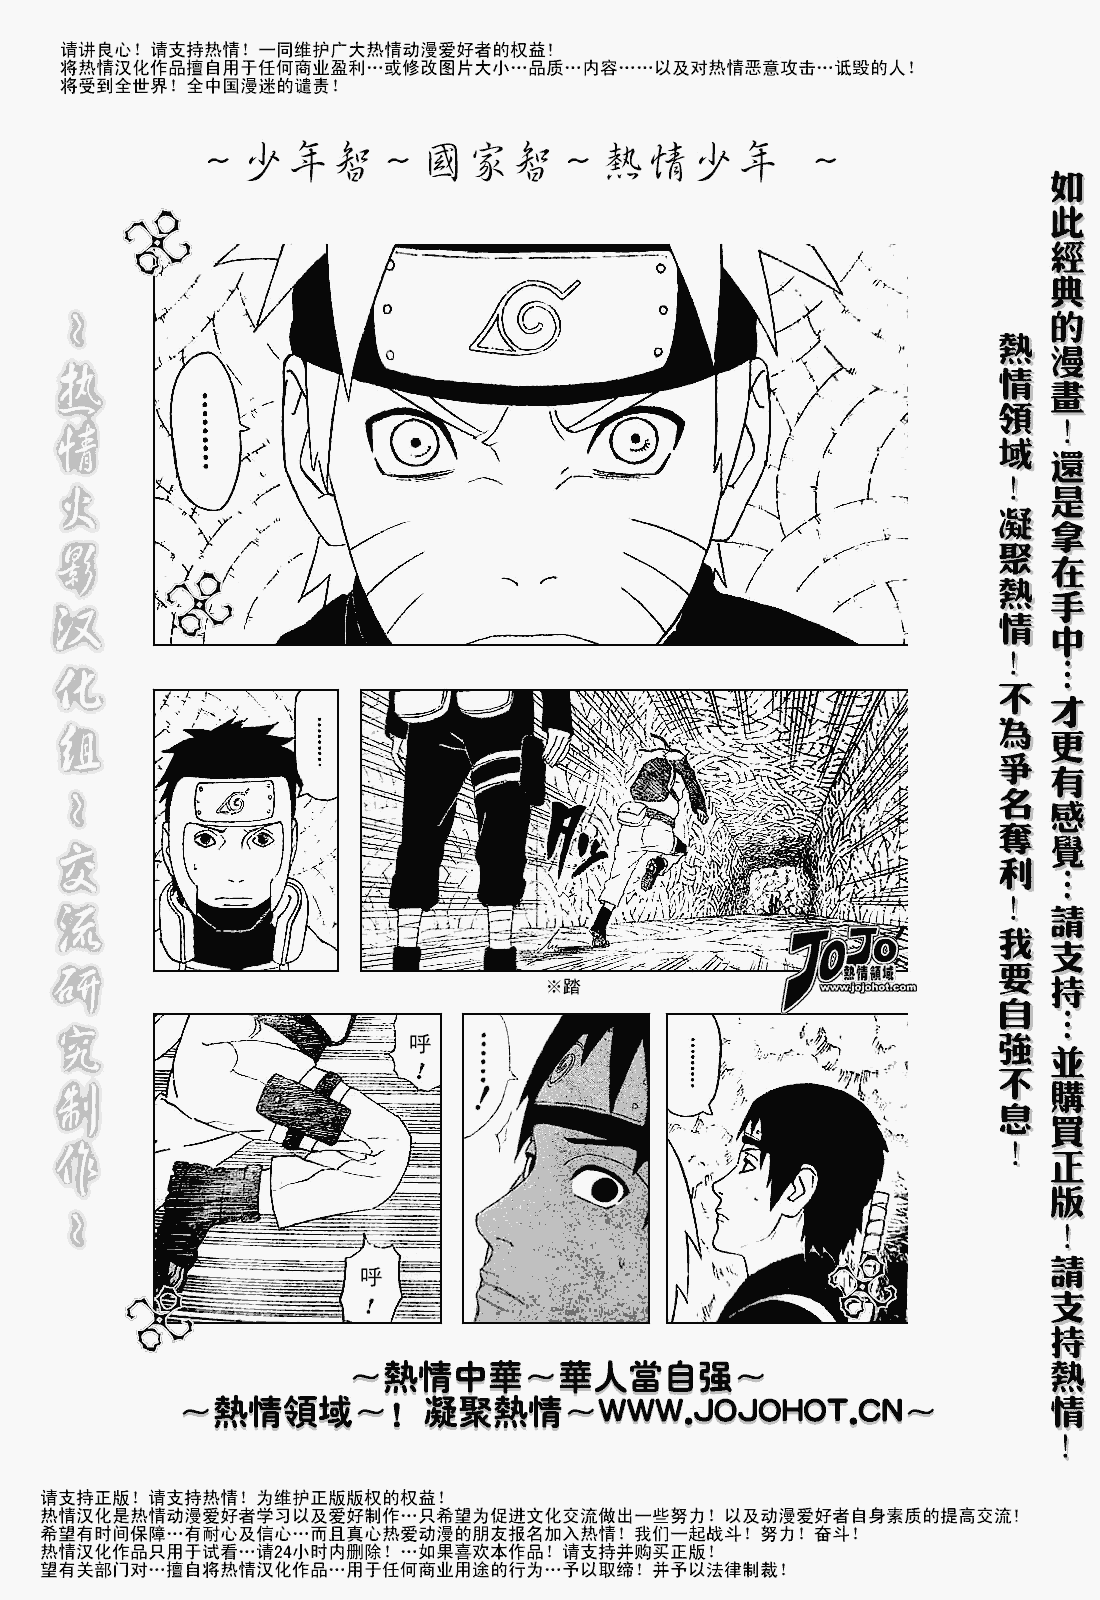 请讲良心！请支持热情！一同维护广大热情动漫爱好者的权益！
将热情汉化作品擅自用于任何商业盈利…或修改图片大小…品质…内容……以及对热情恶意攻击…诋毁的人！
将受到全世界！全中国漫迷的谴责！
～少年智～國家智～熱情少年 ～
如此經典的漫畫！還是拿在手中…才更有感覺…請支持…並購買正版！請支持熱情！
熱情領域！凝聚熱情！不為爭名奪利！我要自強不息！
～热情火影汉化组～交流研究制作～
………
………
ダッ
※踏
JOJO
熱情領域
www.jojohot.com
………
……！
呼！
呼！
～熱情中華～華人當自强～
～熱情領域～！凝聚熱情～WWW.JOJOHOT.CN～
请支持正版！请支持热情！为维护正版版权的权益！
热情汉化是热情动漫爱好者学习以及爱好制作…只希望为促进文化交流做出一些努力！以及动漫爱好者自身素质的提高交流！
希望有时间保障…有耐心及信心…而且真心热爱动漫的朋友报名加入热情！我们一起战斗！努力！奋斗！
热情汉化作品只用于试看…请24小时内删除！…如果喜欢本作品！请支持并购买正版！
望有关部门对…擅自将热情汉化作品…用于任何商业用途的行为…予以取缔！并予以法律制裁！